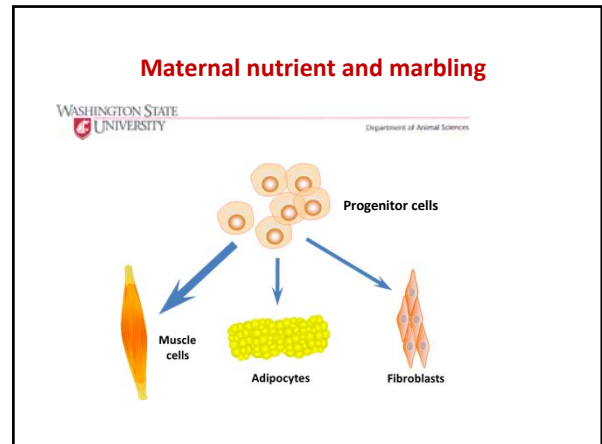 Maternal nutrient and marbling
WASHINGTON STATE
UNIVERSITY
Department of Animal Sciences
Progenitor cells
Muscle
cells
Adipocytes
Fibroblasts